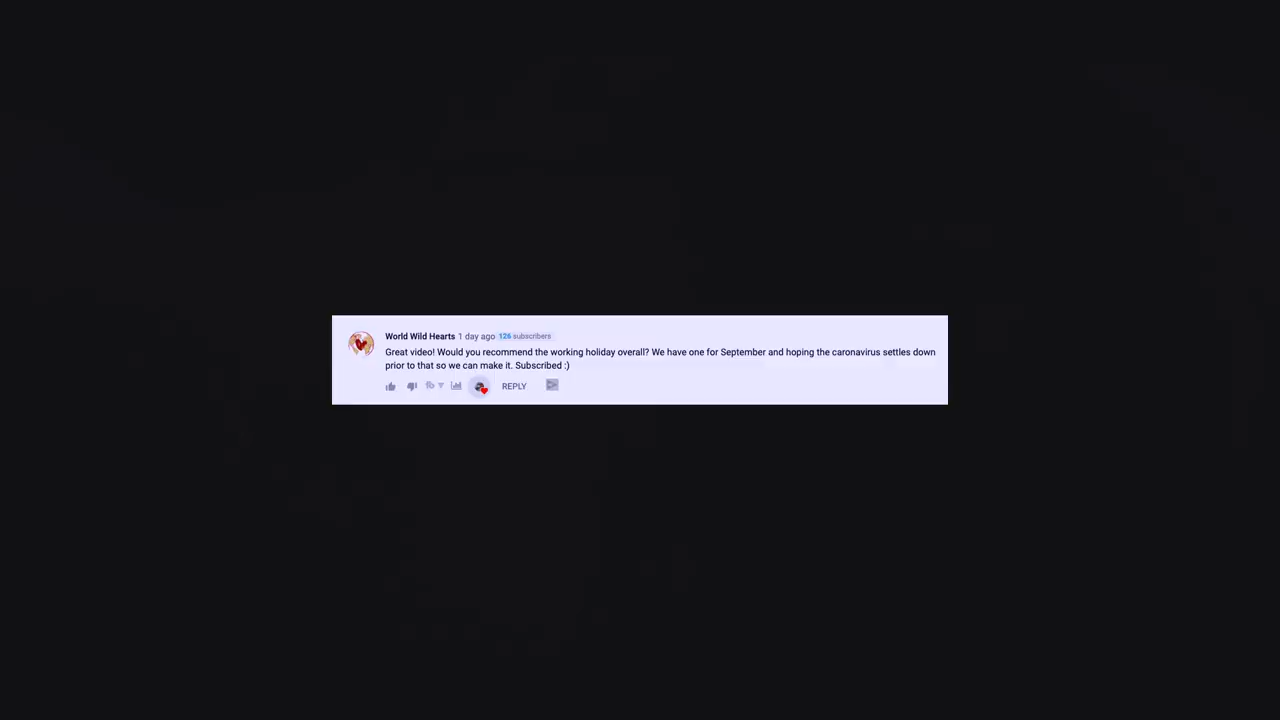 World Wild Hearts 1 day ago 126 subscribers
Great video! Would you recommend the working holiday overall? We have one for September and hoping the caronavirus settles down
prior to that so we can make it. Subscribed :)
REPLY